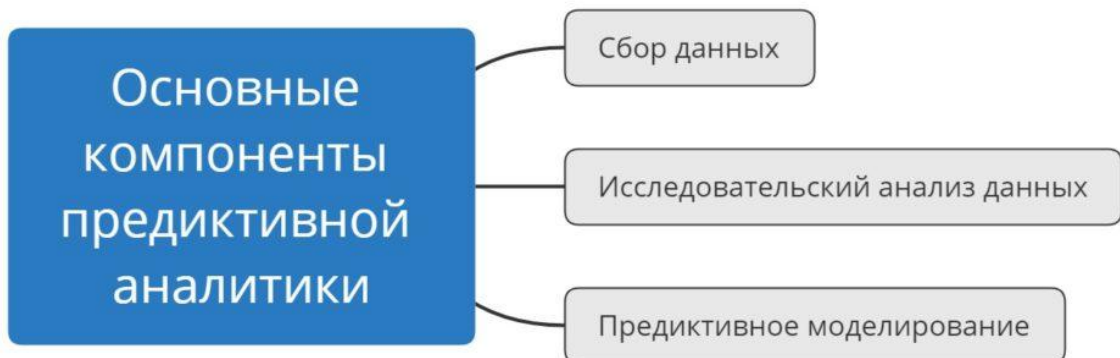 Основные
компоненты
предиктивной
аналитики
Сбор данных
Исследовательский анализ данных
Предиктивное моделирование